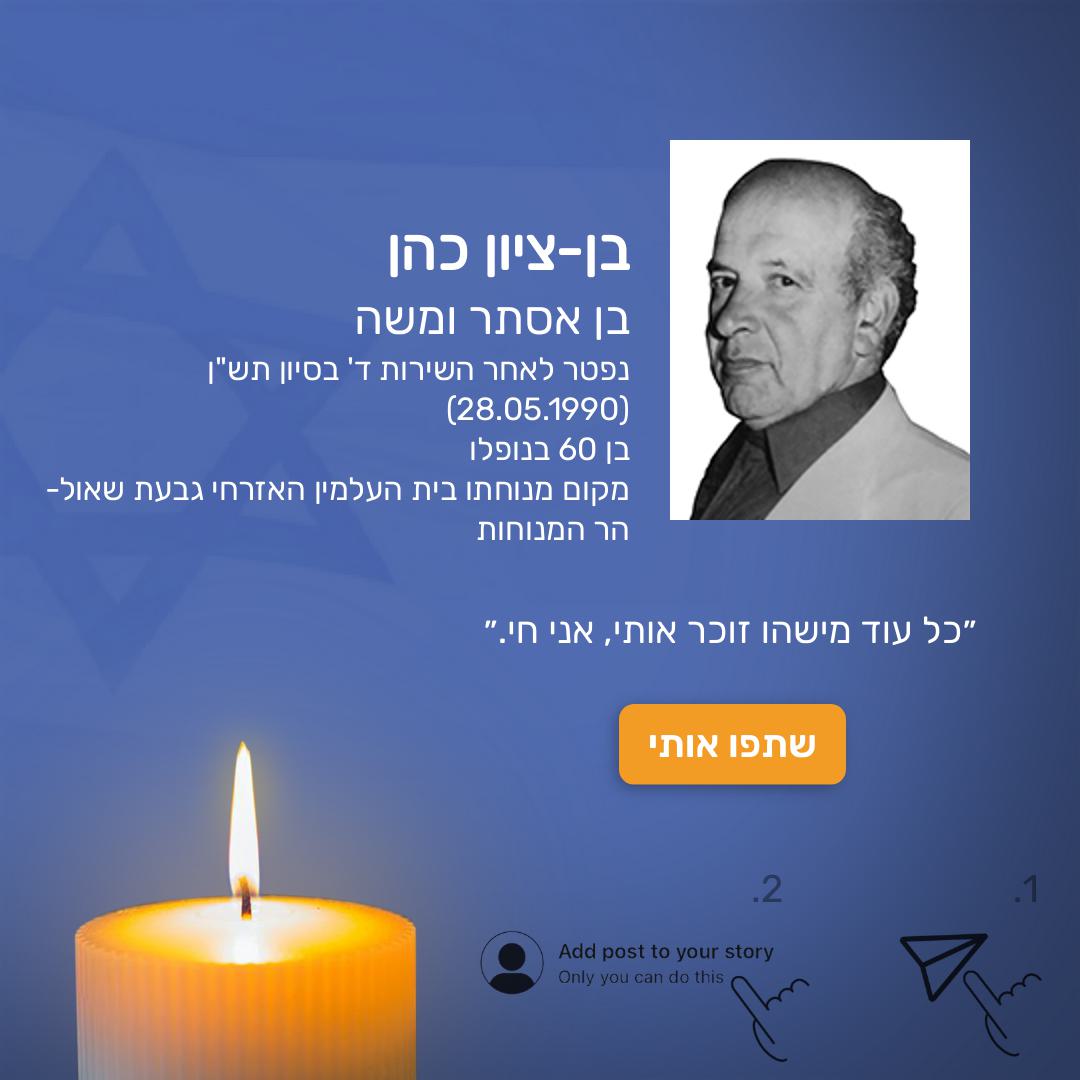 בן-ציון כהן
בן אסתר ומשה
נפטר לאחר השירות ד' בסיון תש"ן
(28.05.1990)
בן 60 בנופלו
מקום מנוחתו בית העלמין האזרחי גבעת שאול-
הר המנוחות
״כל עוד מישהו זוכר אותי, אני חי.״
שתפו אותי
.1
.2
Add post to your story
Only you can do this